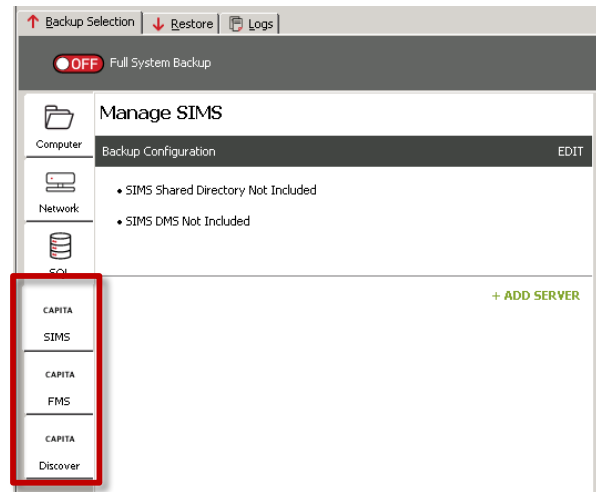 Backup Selection
Restore
Logs
OFF Full System Backup
Computer
Manage SIMS
Backup Configuration
EDIT
Network
• SIMS Shared Directory Not Included
• SIMS DMS Not Included
SQL
+ ADD SERVER
CAPITA
SIMS
CAPITA
FMS
CAPITA
Discover